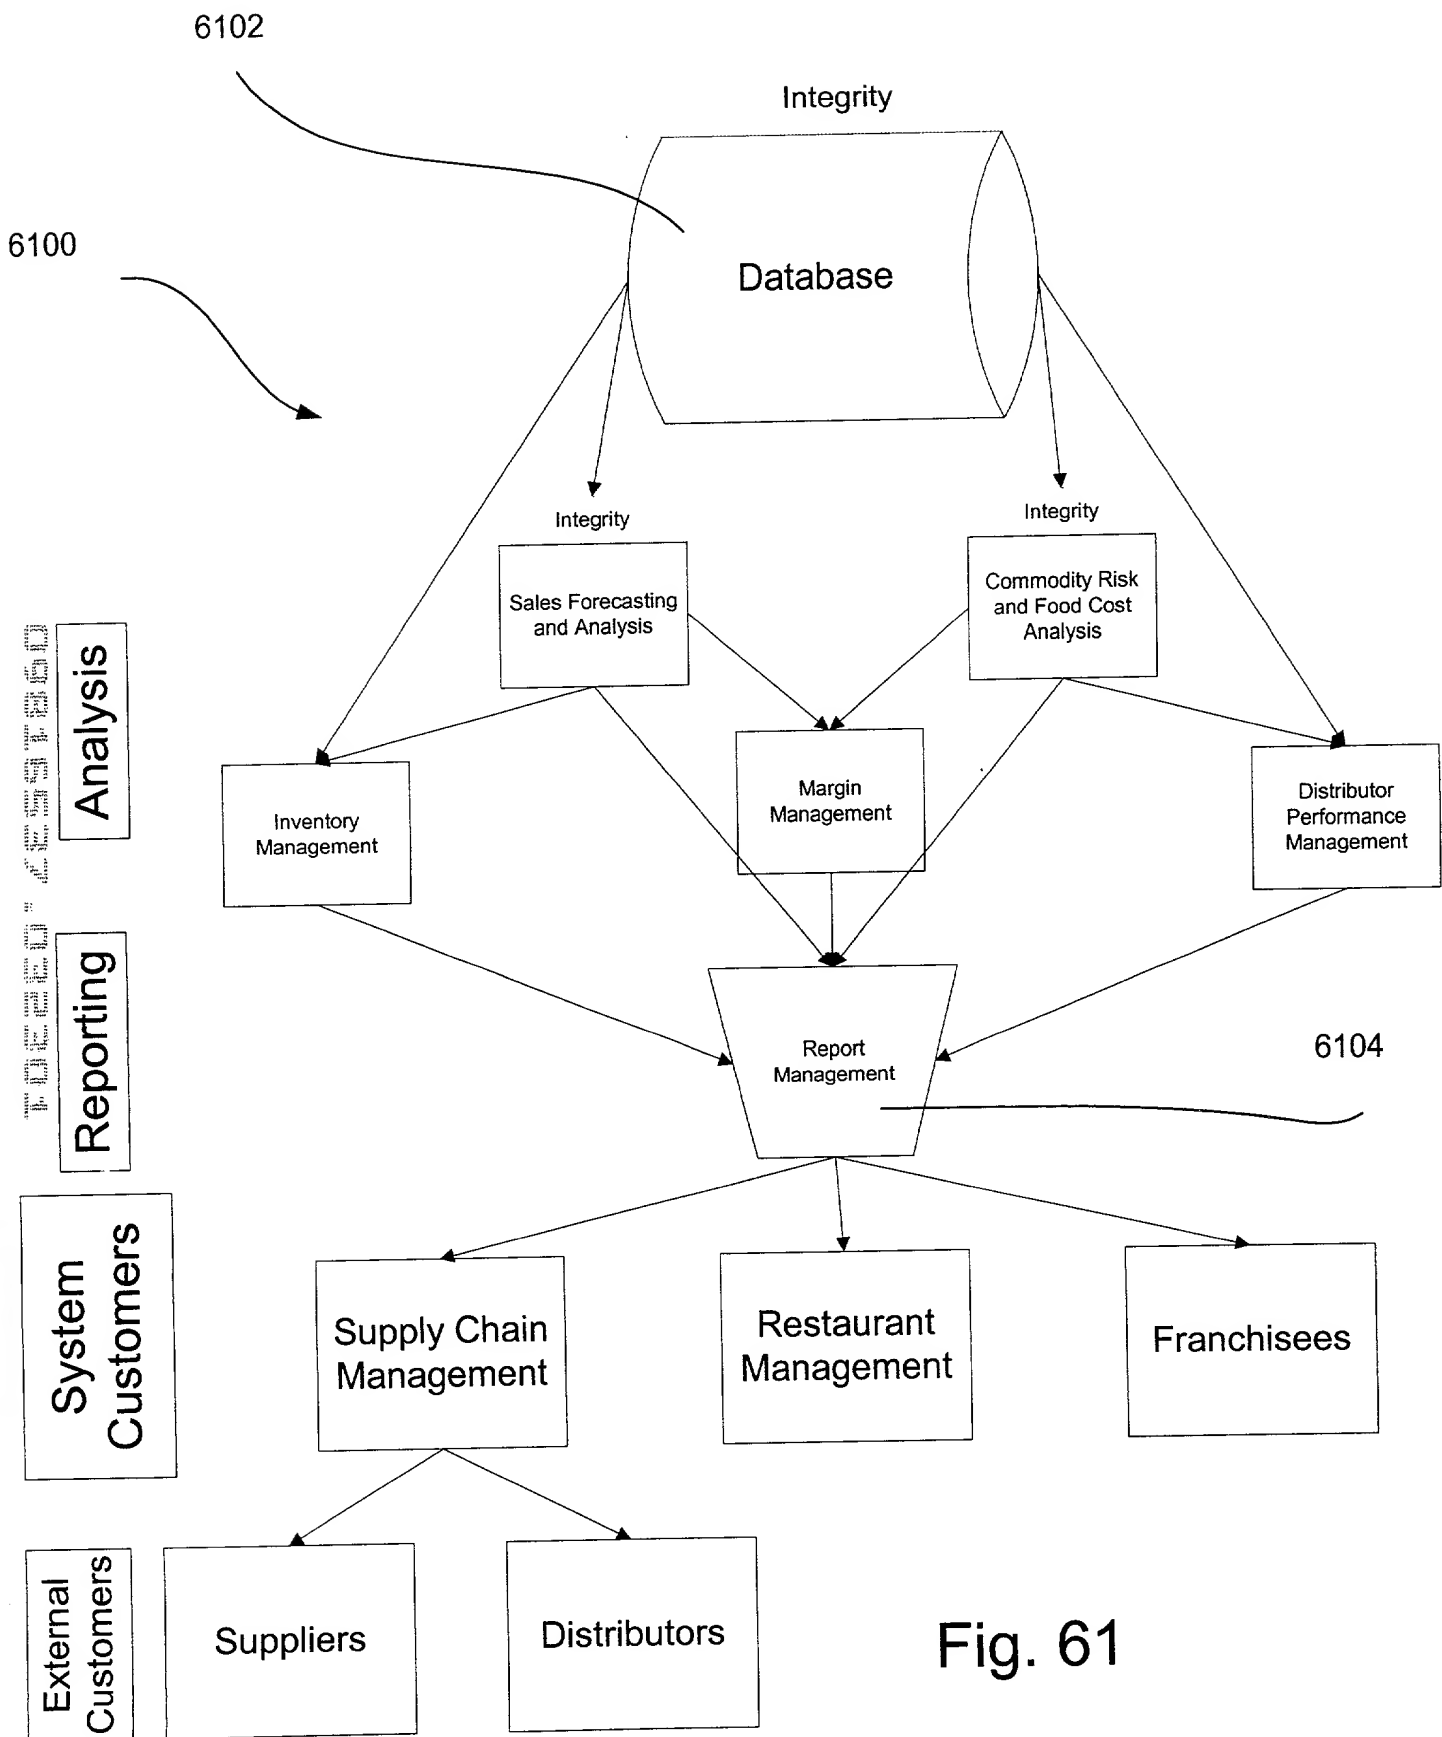 6102
Integrity
6100
Database
Integrity
Integrity
Sales Forecasting
and Analysis
Commodity Risk
and Food Cost
Analysis
Analysis
Margin
Management
Distributor
Performance
Management
Inventory
Management
Reporting
Report
Management
6104
System
Customers
Supply Chain
Management
Restaurant
Management
Franchisees
External
Customers
Suppliers
Distributors
Fig. 61